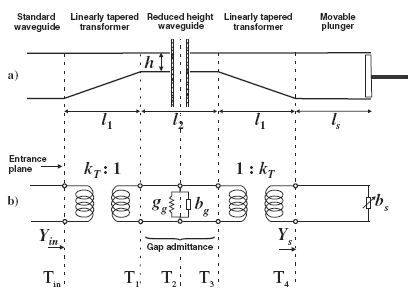 Standard waveguide Linearly tapered transformer Reduced height waveguide Linearly tapered transformer Movable plunger
a)
h
l1 l2 l1 ls
Entrance plane
kT : 1 1 : kT
b)
gg bg bs
Yin Ys
Gap admittance
Tin T1 T2 T3 T4